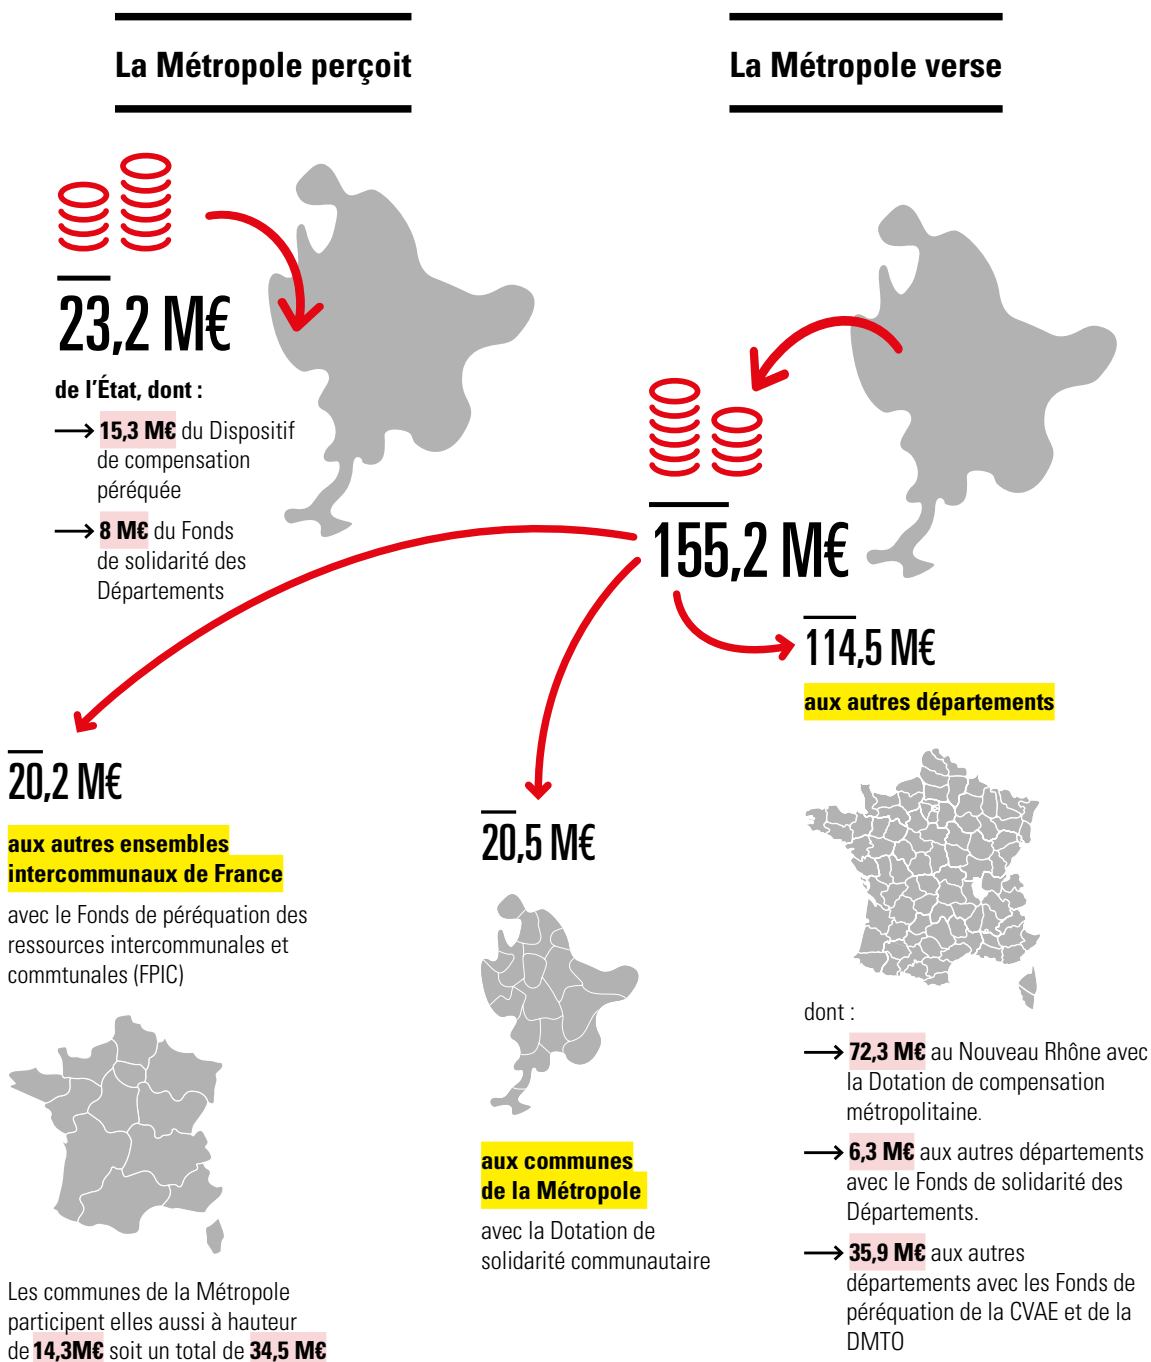 La Métropole perçoit
23,2 M€
de l'État, dont :
15,3 M€ du Dispositif
de compensation
péréquée
8 M€ du Fonds
de solidarité des
Départements
La Métropole verse
155,2 M€
20,2 M€
aux autres ensembles
intercommunaux de France
avec le Fonds de péréquation des
ressources intercommunales et
commtunales (FPIC)
Les communes de la Métropole
participent elles aussi à hauteur
de 14,3M€ soit un total de 34,5 M€
20,5 M€
aux communes
de la Métropole
avec la Dotation de
solidarité communautaire
114,5 M€
aux autres départements
dont :
72,3 M€ au Nouveau Rhône avec
la Dotation de compensation
métropolitaine.
6,3 M€ aux autres départements
avec le Fonds de solidarité des
Départements.
35,9 M€ aux autres
départements avec les Fonds de
péréquation de la CVAE et de la
DMTO